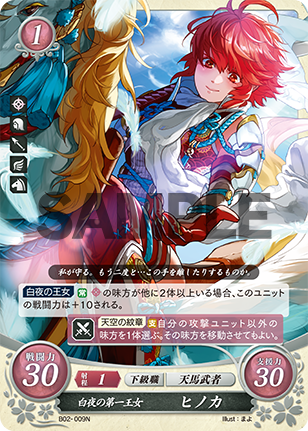 1
SAMPLE
私が守る。もう二度と…この手を離したりするものか。
白夜の王女 常 の味方が他に2体以上いる場合、このユニット
の戦闘力は+10される。
天空の紋章 支 自分の攻撃ユニット以外の
味方を1体選ぶ。その味方を移動させてもよい。
戦闘力
30
射程 1
下級職
天馬武者
支援力
30
白夜の第一王女
ヒノカ
B02-009N
Illust：まよ